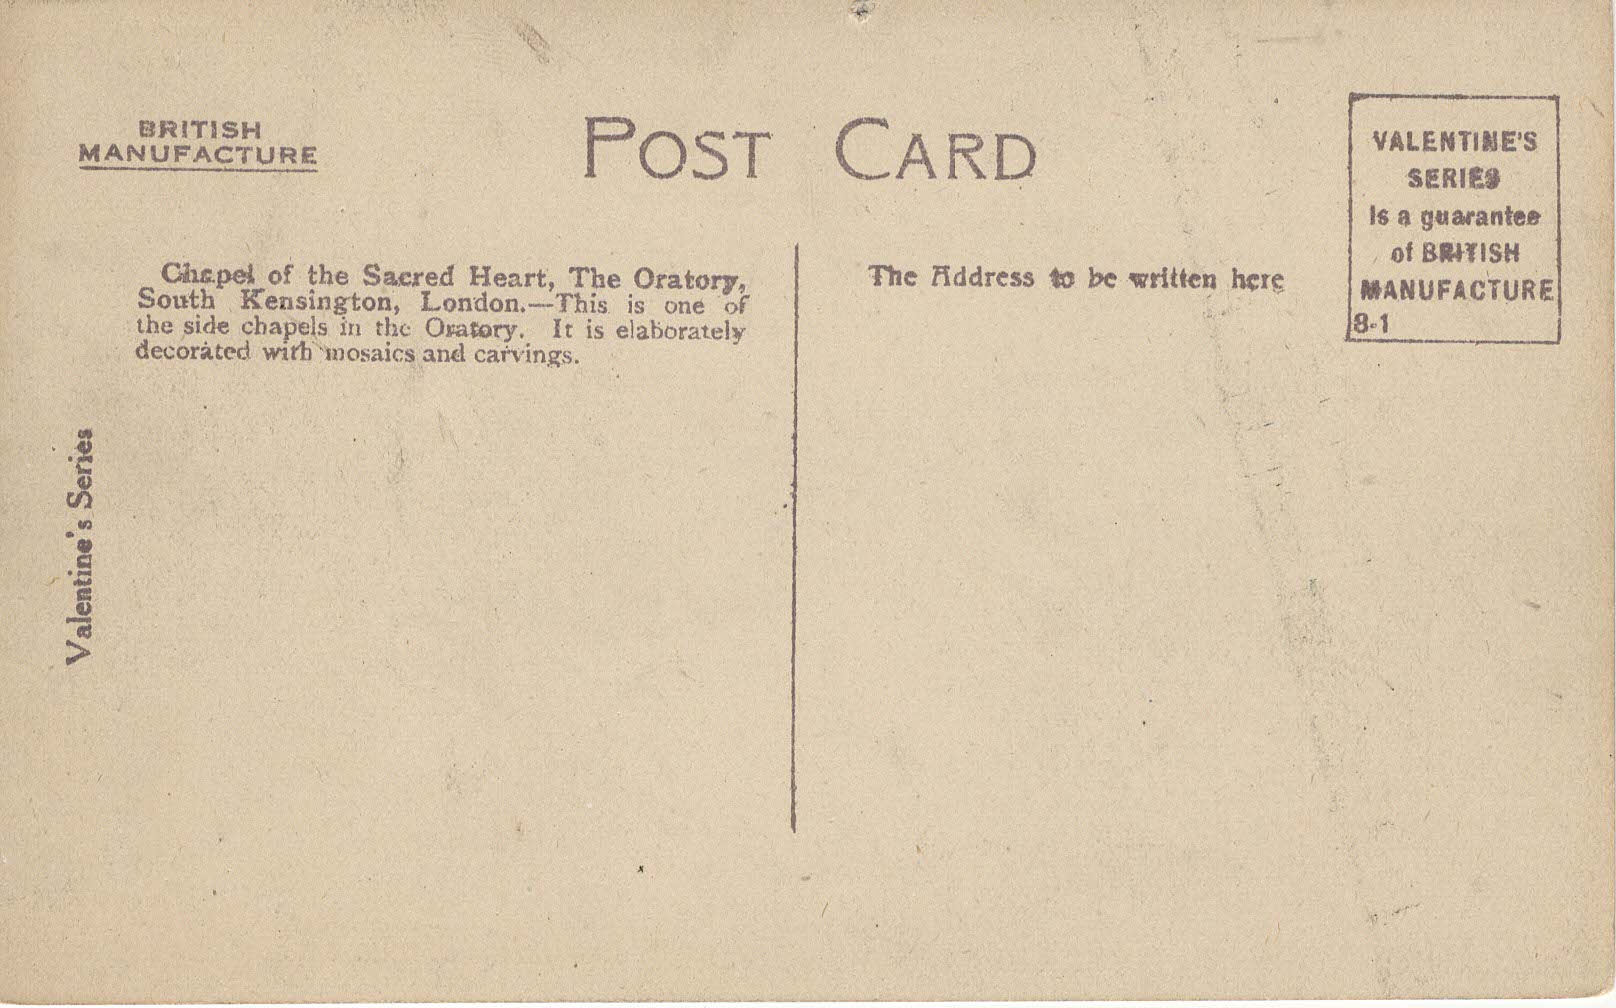 BRITISH
MANUFACTURE
POST CARD
VALENTINE'S
SERIES
Is a guarantee
of BRITISH
MANUFACTURE
8-1
Chapel of the Sacred Heart, The Oratory,
South Kensington, London.—This is one of
the side chapels in the Oratory. It is elaborately
decorated with mosaics and carvings.
The Address to be written here
Valentine's Series